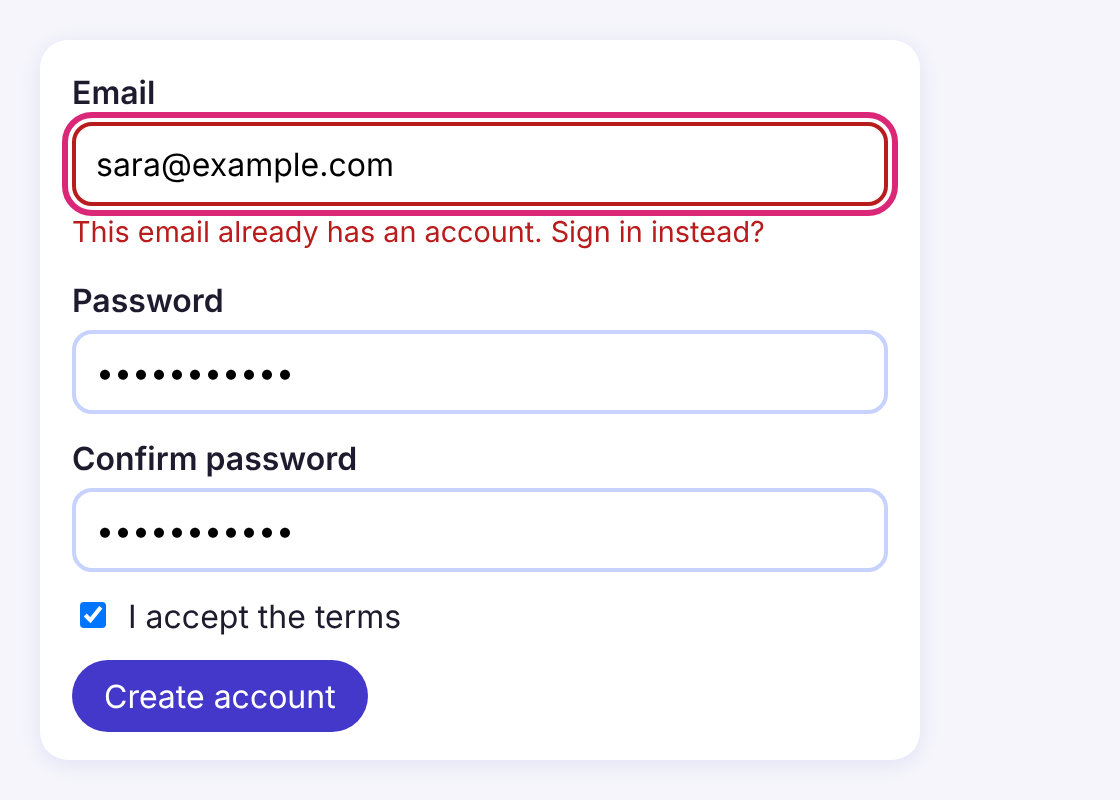 Email
sara@example.com
This email already has an account. Sign in instead?
Password
•••••••••••
Confirm password
•••••••••••
I accept the terms
Create account